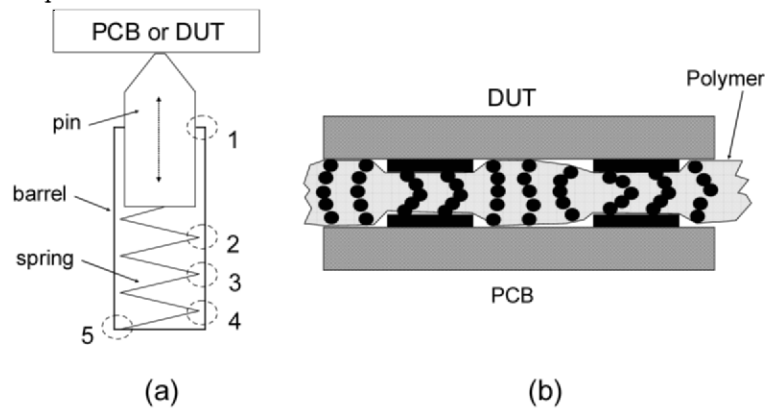 PCB or DUT
pin
1
barrel
2
spring
3
4
5
(a)
DUT
Polymer
PCB
(b)